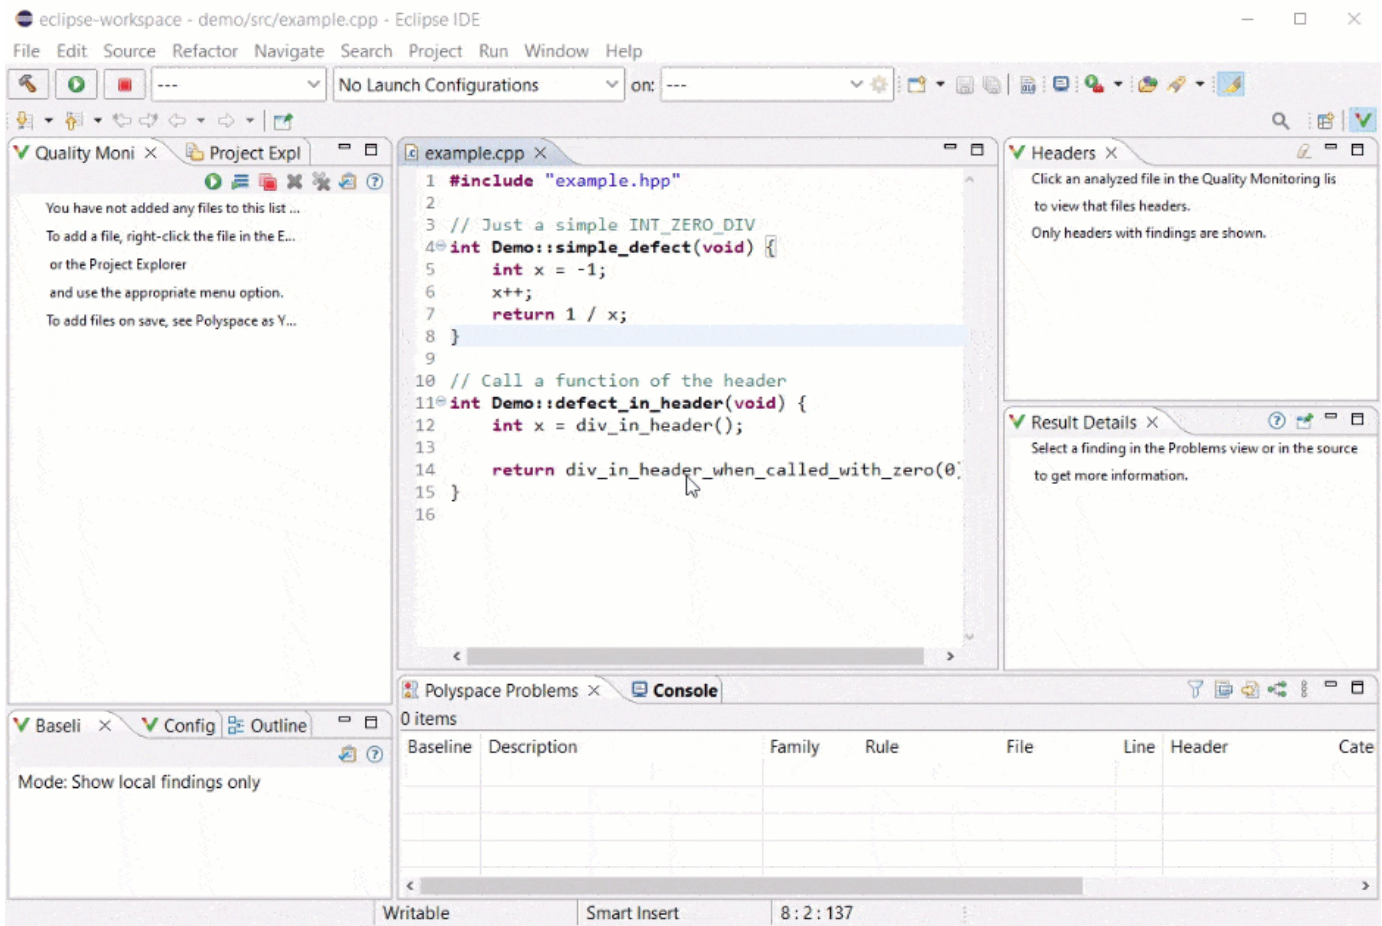 eclipse-workspace - demo/src/example.cpp - Eclipse IDE
File Edit Source Refactor Navigate Search Project Run Window Help
--- No Launch Configurations on: ---
Quality Moni Project Expl
You have not added any files to this list ...
To add a file, right-click the file in the E...
or the Project Explorer
and use the appropriate menu option.
To add files on save, see Polyspace as Y...
example.cpp
1 #include "example.hpp"
2
3 // Just a simple INT_ZERO_DIV
4 int Demo::simple_defect(void) {
5 int x = -1;
6 x++;
7 return 1 / x;
8 }
9
10 // Call a function of the header
11 int Demo::defect_in_header(void) {
12 int x = div_in_header();
13
14 return div_in_header_when_called_with_zero(0)
15 }
16
Headers
Click an analyzed file in the Quality Monitoring lis
to view that files headers.
Only headers with findings are shown.
Result Details
Select a finding in the Problems view or in the source
to get more information.
Baseli Config Outline
Mode: Show local findings only
Polyspace Problems Console
0 items
Baseline Description Family Rule File Line Header Cate
Writable Smart Insert 8 : 2 : 137